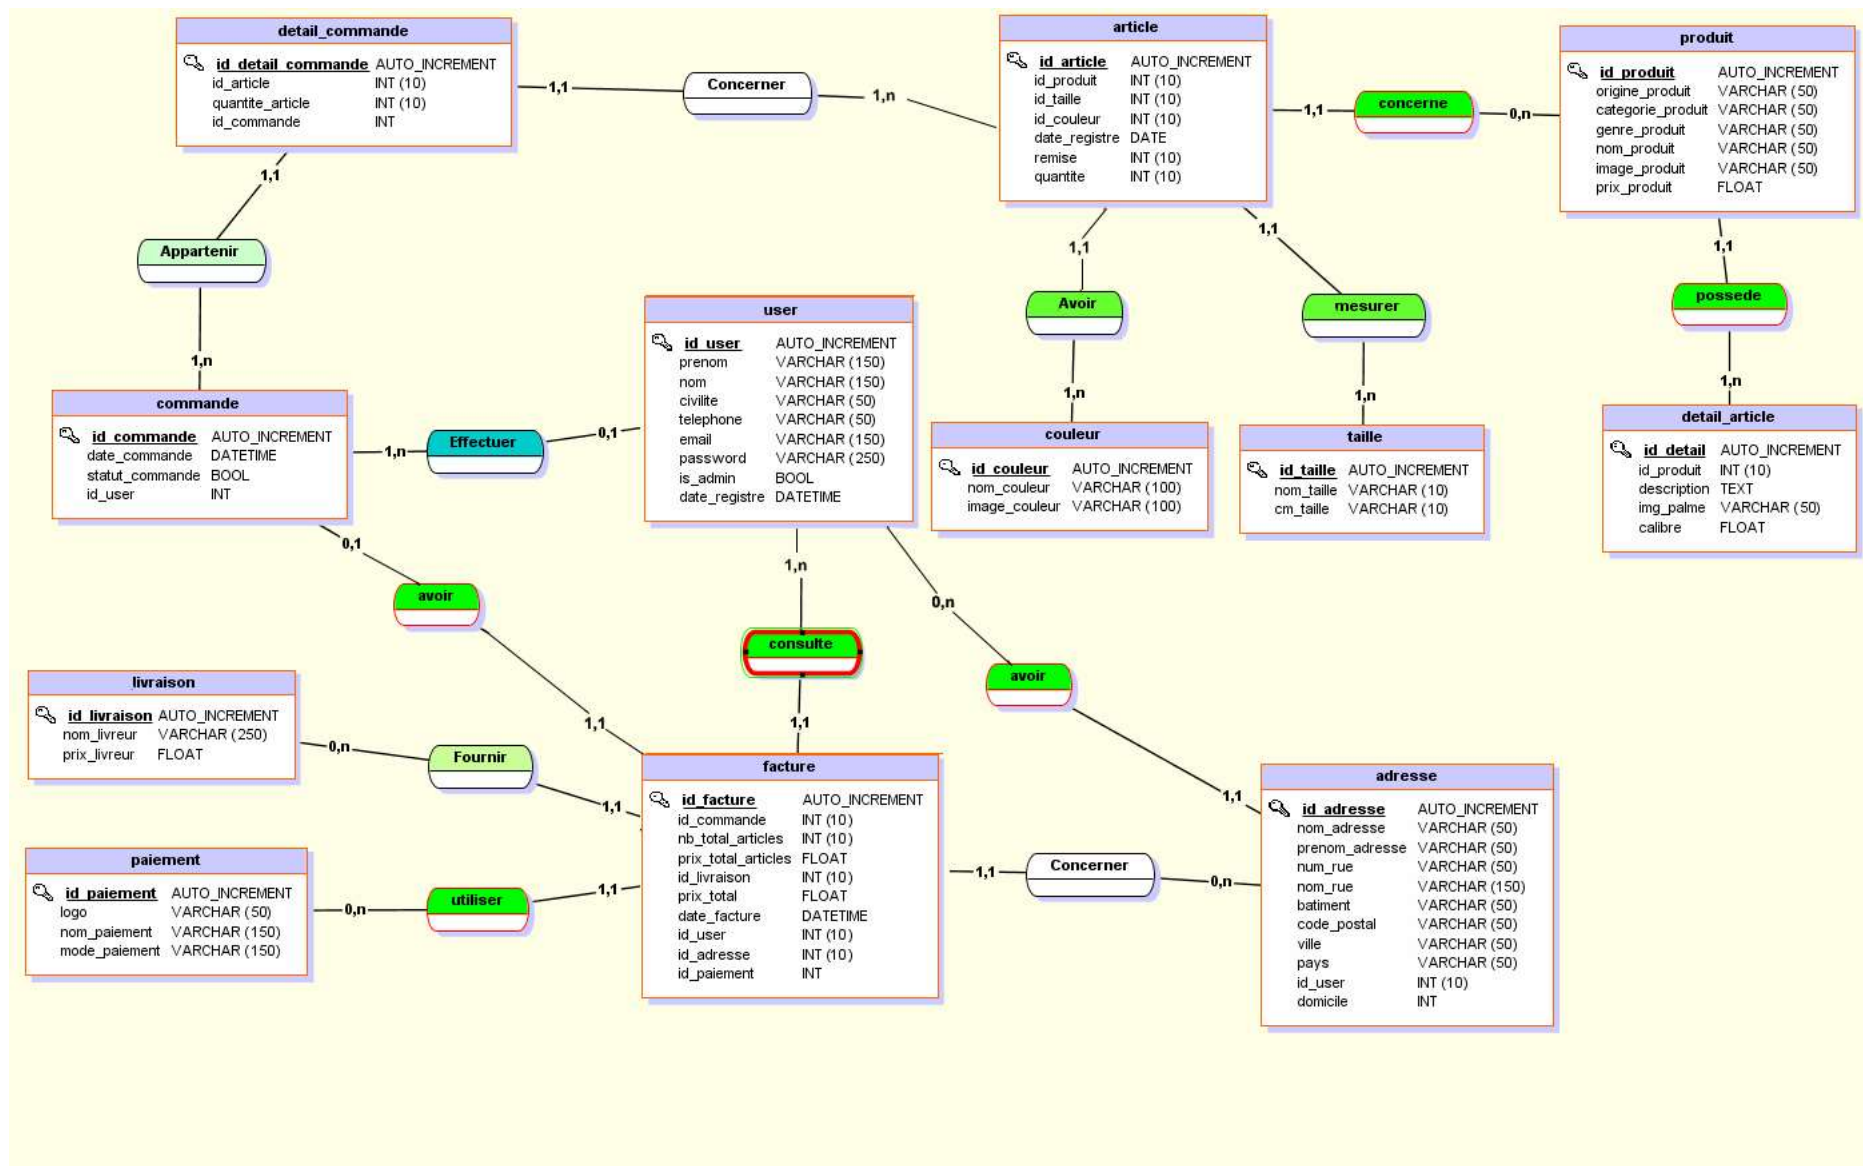 detail_commande
id_detail_commande AUTO_INCREMENT
id_article INT (10)
quantite_article INT (10)
id_commande INT
1,1
Concerner
1,n
article
id_article AUTO_INCREMENT
id_produit INT (10)
id_taille INT (10)
id_couleur INT (10)
date_registre DATE
remise INT (10)
quantite INT (10)
1,1
concerne
0,n
produit
id_produit AUTO_INCREMENT
origine_produit VARCHAR (50)
categorie_produit VARCHAR (50)
genre_produit VARCHAR (50)
nom_produit VARCHAR (50)
image_produit VARCHAR (50)
prix_produit FLOAT
1,1
Appartenir
1,n
1,1
Avoir
1,n
1,1
mesurer
1,n
1,1
possede
1,n
user
id_user AUTO_INCREMENT
prenom VARCHAR (150)
nom VARCHAR (150)
civilite VARCHAR (50)
telephone VARCHAR (50)
email VARCHAR (150)
password VARCHAR (250)
is_admin BOOL
date_registre DATETIME
commande
id_commande AUTO_INCREMENT
date_commande DATETIME
statut_commande BOOL
id_user INT
1,n
Effectuer
0,1
couleur
id_couleur AUTO_INCREMENT
nom_couleur VARCHAR (100)
image_couleur VARCHAR (100)
taille
id_taille AUTO_INCREMENT
nom_taille VARCHAR (10)
cm_taille VARCHAR (10)
detail_article
id_detail AUTO_INCREMENT
id_produit INT (10)
description TEXT
img_palme VARCHAR (50)
calibre FLOAT
0,1
avoir
1,1
1,n
consulte
1,1
0,n
avoir
1,1
livraison
id_livraison AUTO_INCREMENT
nom_livreur VARCHAR (250)
prix_livreur FLOAT
0,n
Fournir
1,1
facture
id_facture AUTO_INCREMENT
id_commande INT (10)
nb_total_articles INT (10)
prix_total_articles FLOAT
id_livraison INT (10)
prix_total FLOAT
date_facture DATETIME
id_user INT (10)
id_adresse INT (10)
id_paiement INT
paiement
id_paiement AUTO_INCREMENT
logo VARCHAR (50)
nom_paiement VARCHAR (150)
mode_paiement VARCHAR (150)
0,n
utiliser
1,1
1,1
Concerner
0,n
adresse
id_adresse AUTO_INCREMENT
nom_adresse VARCHAR (50)
prenom_adresse VARCHAR (50)
num_rue VARCHAR (50)
nom_rue VARCHAR (150)
batiment VARCHAR (50)
code_postal VARCHAR (50)
ville VARCHAR (50)
pays VARCHAR (50)
id_user INT (10)
domicile INT